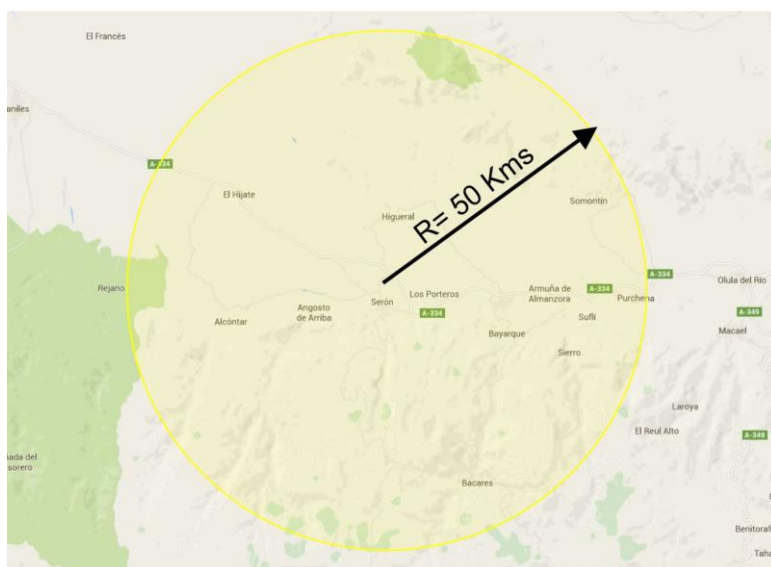 El Francés
aniles
A-334
El Hijate
Somontín
Higueral
R= 50 Kms
A-334
Olula del Río
Rejano
Los Porteros
Armuña de
Almanzora
A-334
Purchena
Serón
Angosto
de Arriba
A-334
A-349
Alcóntar
Suflí
Macael
Bayarque
Sierro
Laroya
El Reul Alto
A-349
ada del
sorero
Bacares
Benitoraf
Taha